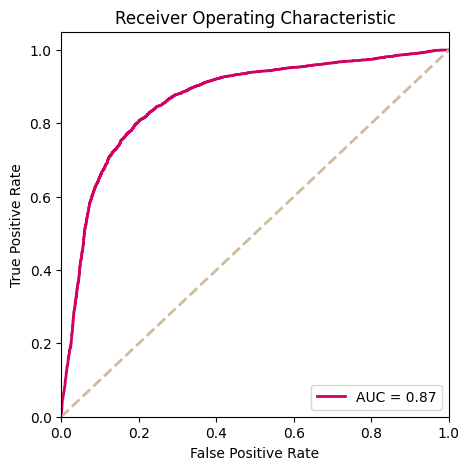 Receiver Operating Characteristic
1.0
0.8
0.6
0.4
0.2
0.0
True Positive Rate
AUC = 0.87
0.0 0.2 0.4 0.6 0.8 1.0
False Positive Rate